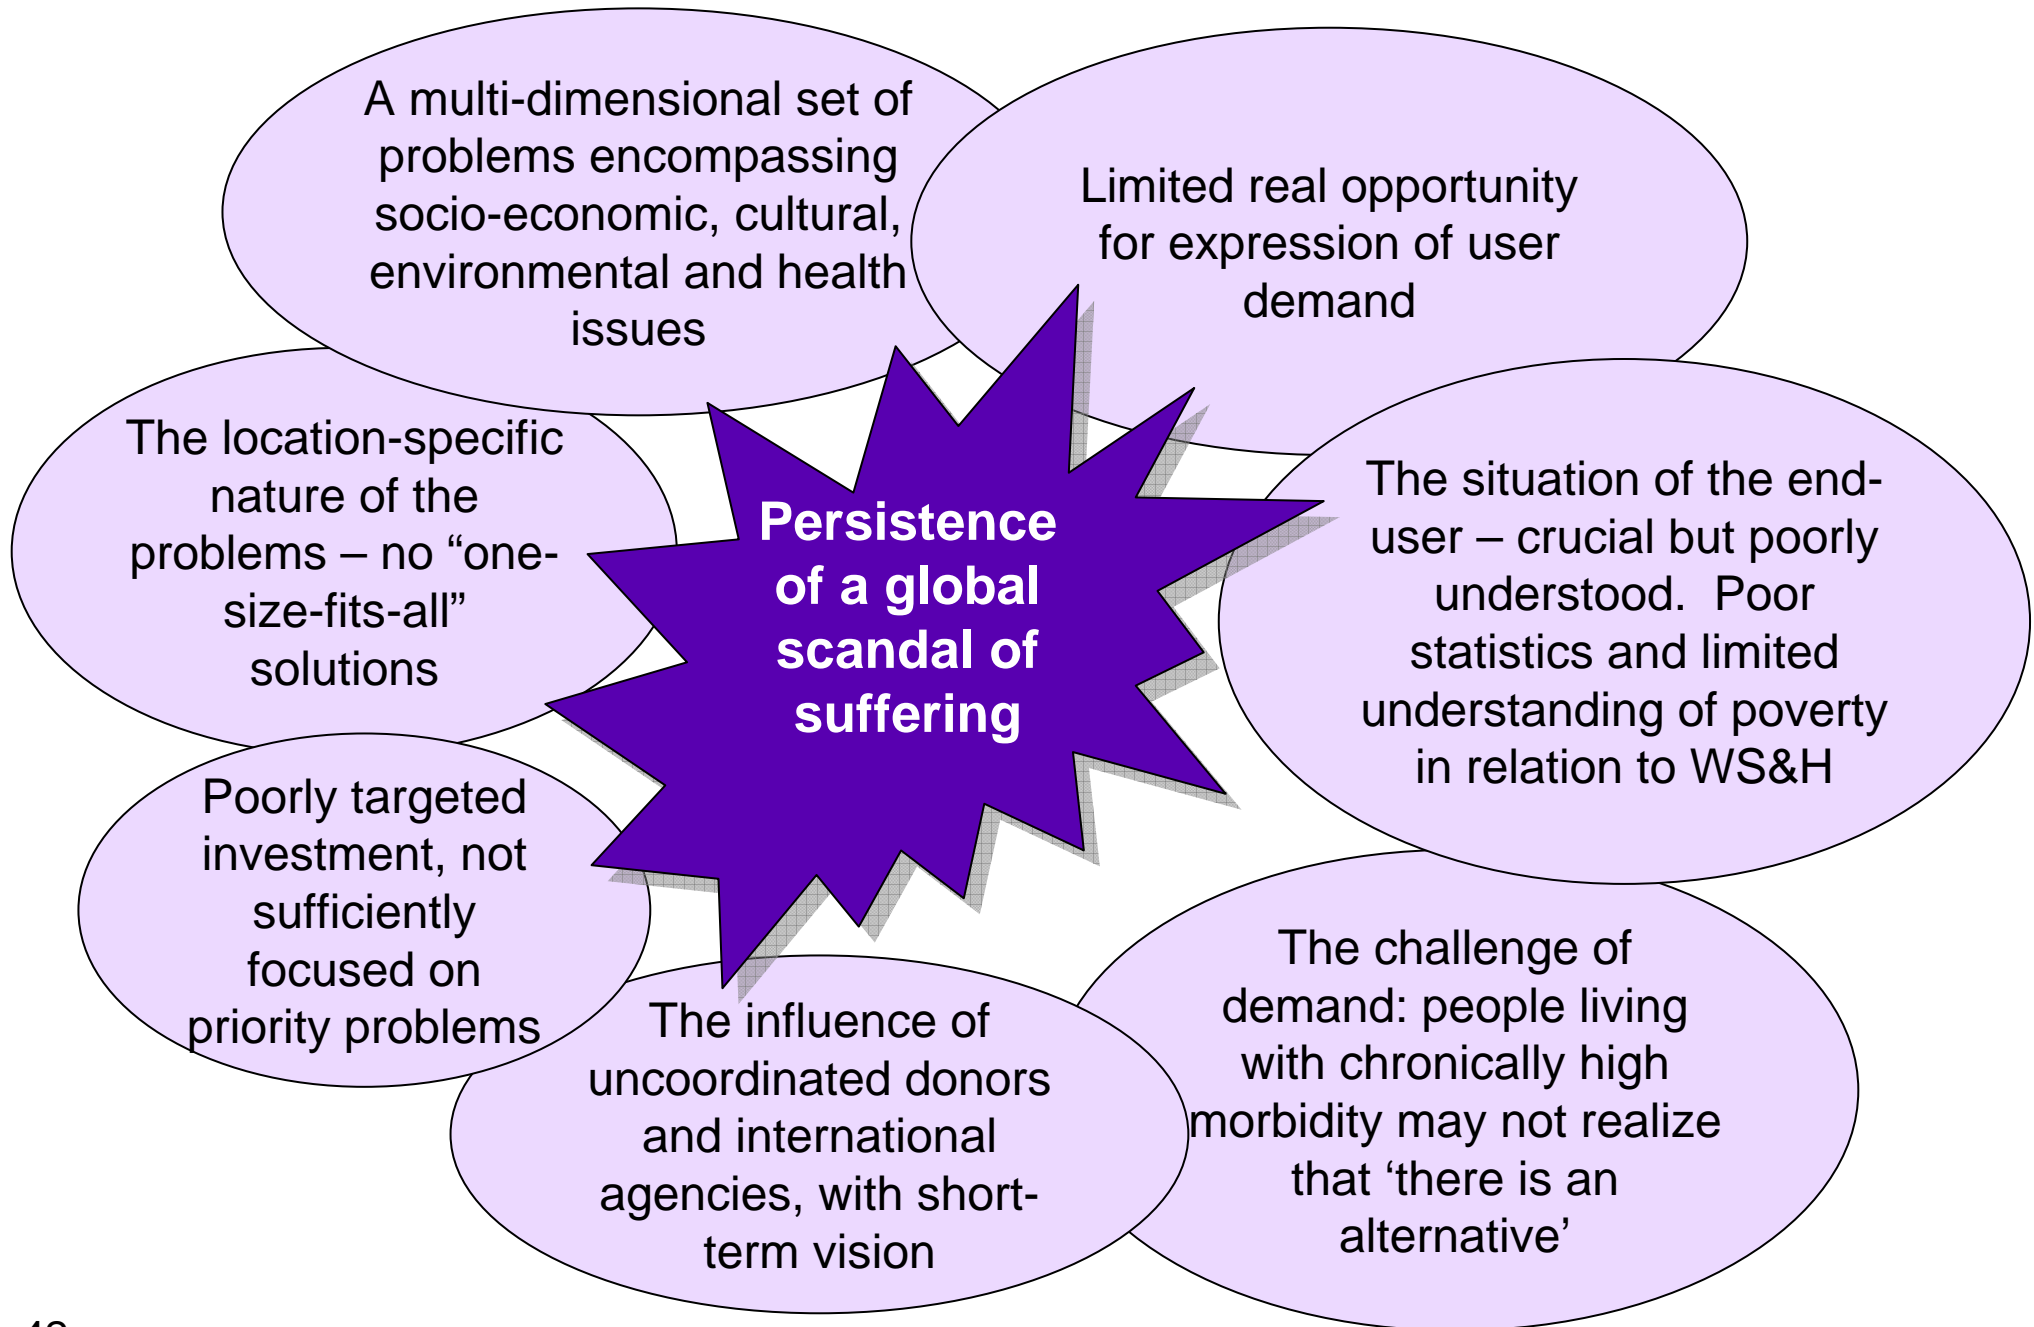 A multi-dimensional set of
problems encompassing
socio-economic, cultural,
environmental and health
issues
Limited real opportunity
for expression of user
demand
The location-specific
nature of the
problems – no “one-
size-fits-all”
solutions
Persistence
of a global
scandal of
suffering
The situation of the end-
user – crucial but poorly
understood.  Poor
statistics and limited
understanding of poverty
in relation to WS&H
Poorly targeted
investment, not
sufficiently
focused on
priority problems
The influence of
uncoordinated donors
and international
agencies, with short-
term vision
The challenge of
demand: people living
with chronically high
morbidity may not realize
that ‘there is an
alternative’